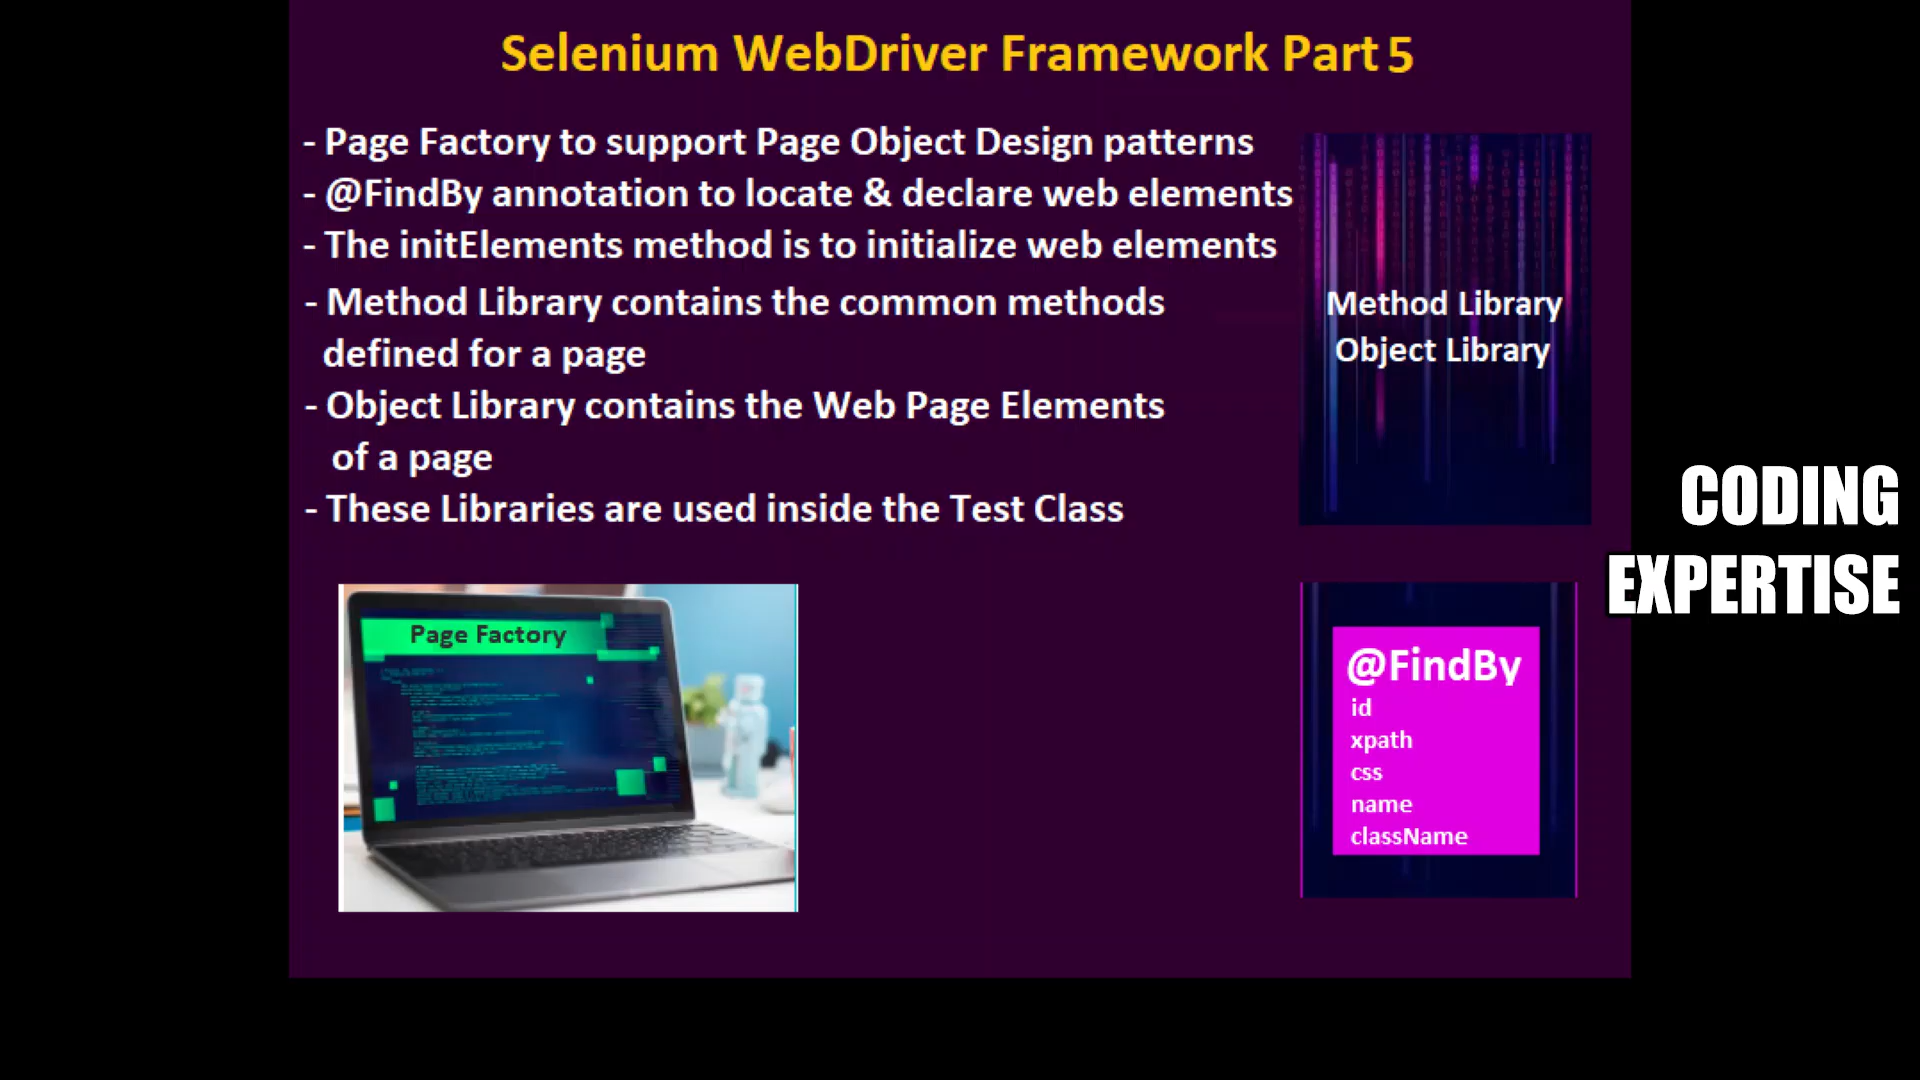 Selenium WebDriver Framework Part 5
- Page Factory to support Page Object Design patterns
- @FindBy annotation to locate & declare web elements
- The initElements method is to initialize web elements
- Method Library contains the common methods
defined for a page
- Object Library contains the Web Page Elements
of a page
- These Libraries are used inside the Test Class
Method Library
Object Library
CODING
EXPERTISE
Page Factory
@FindBy
id
xpath
css
name
className